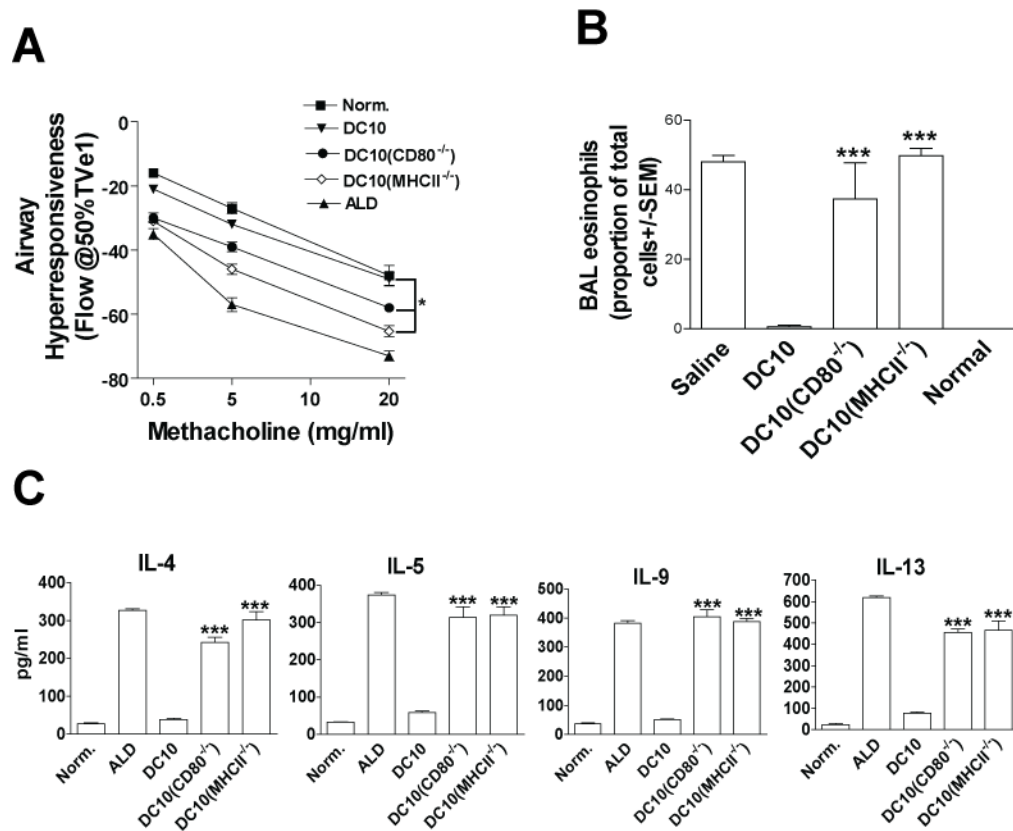 A
Airway
Hyperresponsiveness
(Flow @50%TVe1)
0
-20
-40
-60
-80
Norm.
DC10
DC10(CD80-/-)
DC10(MHCII-/-)
ALD
*
0.5 5 10 20
Methacholine (mg/ml)
B
BAL eosinophils
(proportion of total
cells+/-SEM)
60
40
20
0
*** ***
Saline DC10 DC10(CD80-/-) DC10(MHCII-/-) Normal
C
IL-4
pg/ml
400
300
200
100
0
*** ***
Norm. ALD DC10 DC10(CD80-/-) DC10(MHCII-/-)
IL-5
400
300
200
100
0
*** ***
Norm. ALD DC10 DC10(CD80-/-) DC10(MHCII-/-)
IL-9
500
400
300
200
100
0
*** ***
Norm. ALD DC10 DC10(CD80-/-) DC10(MHCII-/-)
IL-13
700
600
500
400
300
200
100
0
*** ***
Norm. ALD DC10 DC10(CD80-/-) DC10(MHCII-/-)